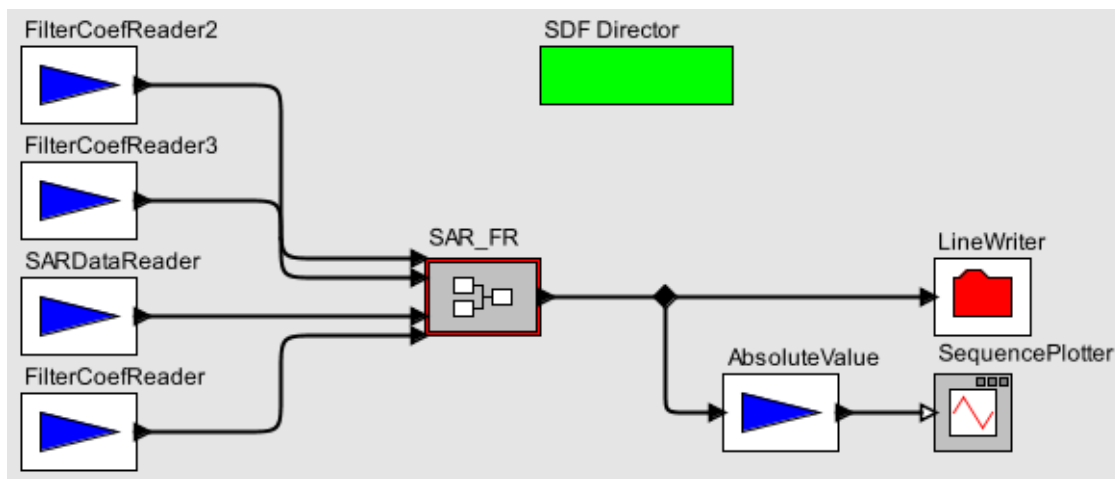 FilterCoefReader2
SDF Director
FilterCoefReader3
SAR_FR
SARDataReader
LineWriter
FilterCoefReader
AbsoluteValue
SequencePlotter